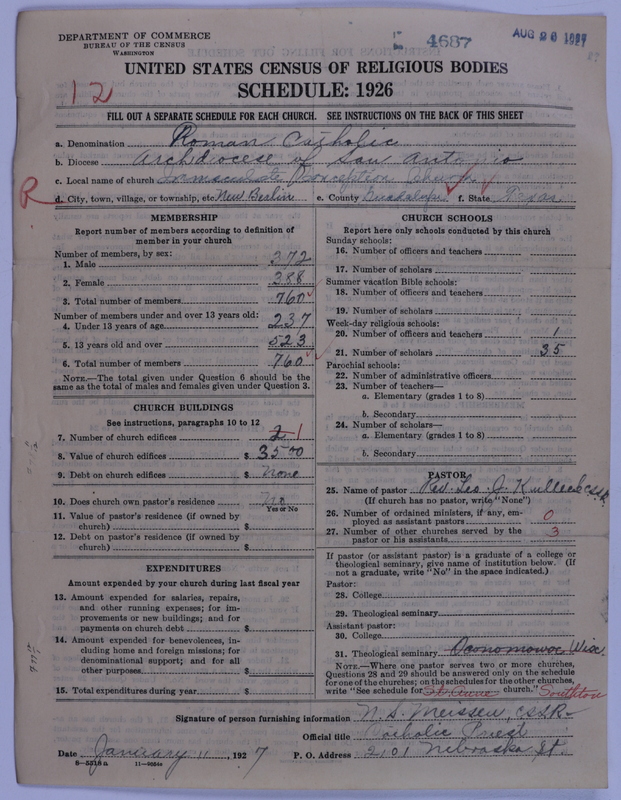 DEPARTMENT OF COMMERCE
BUREAU OF THE CENSUS
WASHINGTON
4687
AUG 26 1927
UNITED STATES CENSUS OF RELIGIOUS BODIES
SCHEDULE: 1926
12
FILL OUT A SEPARATE SCHEDULE FOR EACH CHURCH. SEE INSTRUCTIONS ON THE BACK OF THIS SHEET
a. Denomination Roman Catholic
b. Diocese Archdiocese of San Antonio
c. Local name of church Immaculate Conception Church
R
d. City, town, village, or township, etc. New Berlin e. County Guadalupe f. State Texas
MEMBERSHIP
Report number of members according to definition of
member in your church
Number of members, by sex:
1. Male 372
2. Female 388
3. Total number of members 760
Number of members under and over 13 years old:
4. Under 13 years of age 237
5. 13 years old and over 523
6. Total number of members 760
NOTE.—The total given under Question 6 should be the
same as the total of males and females given under Question 3.
CHURCH BUILDINGS
See instructions, paragraphs 10 to 12
7. Number of church edifices 2 1
8. Value of church edifices $ 3500
9. Debt on church edifices $ None
10. Does church own pastor's residence No
Yes or No
11. Value of pastor's residence (if owned by
church) $
12. Debt on pastor's residence (if owned by
church) $
EXPENDITURES
Amount expended by your church during last fiscal year
13. Amount expended for salaries, repairs,
and other running expenses; for im-
provements or new buildings; and for
payments on church debt $
14. Amount expended for benevolences, in-
cluding home and foreign missions; for
denominational support; and for all
other purposes $
15. Total expenditures during year $
CHURCH SCHOOLS
Report here only schools conducted by this church
Sunday schools:
16. Number of officers and teachers
17. Number of scholars
Summer vacation Bible schools:
18. Number of officers and teachers
19. Number of scholars
Week-day religious schools:
20. Number of officers and teachers 1
21. Number of scholars 35
Parochial schools:
22. Number of administrative officers
23. Number of teachers—
a. Elementary (grades 1 to 8)
b. Secondary
24. Number of scholars—
a. Elementary (grades 1 to 8)
b. Secondary
PASTOR
25. Name of pastor Rev. Leo J. CSSR
(If church has no pastor, write "None")
26. Number of ordained ministers, if any, em-
ployed as assistant pastors 0
27. Number of other churches served by the
pastor or his assistants 3
If pastor (or assistant pastor) is a graduate of a college or
theological seminary, give name of institution below. (If
not a graduate, write "No" in the space indicated.)
Pastor:
28. College
29. Theological seminary
Assistant pastor:
30. College
31. Theological seminary Oconomowoc Wisc.
NOTE.—Where one pastor serves two or more churches,
Questions 28 and 29 should be answered only on the schedule
for one of the churches; on the schedules for the other churches,
write "See schedule for St. Anne church." Southton
Signature of person furnishing information N. S. Meissen, CSSR
Official title Catholic Priest
Date January 11, 1927 P. O. Address 2101 Nebraska St.
8—5518a 11—9564a